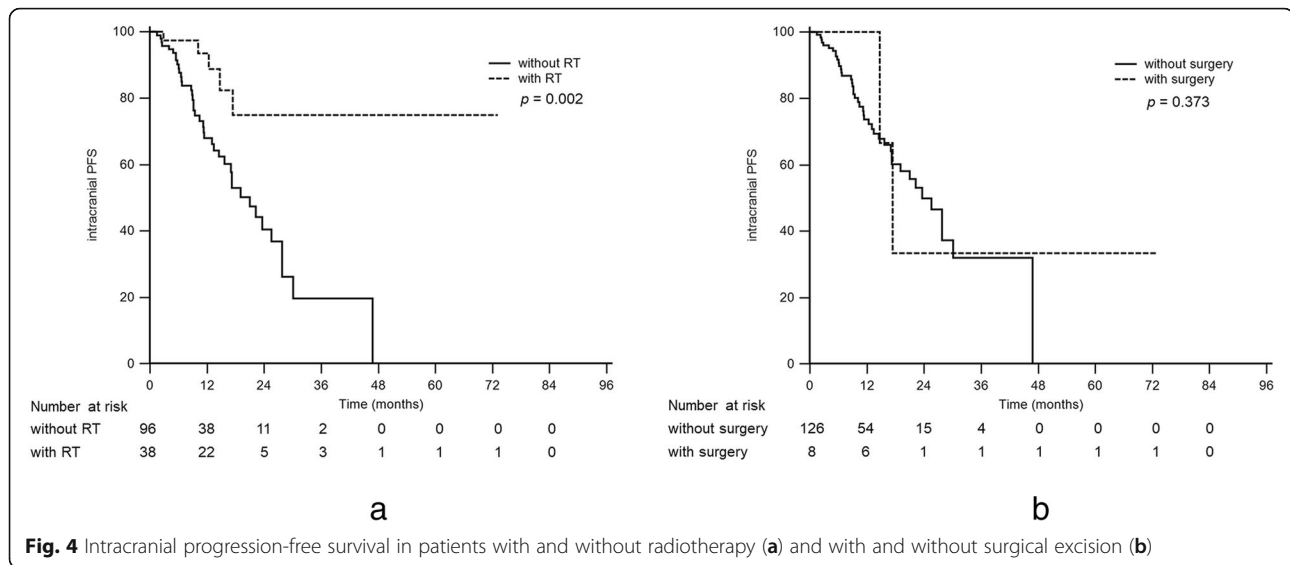 100
80
60
40
20
0
intracranial PFS
without RT
with RT
p = 0.002
0 12 24 36 48 60 72 84 96
Time (months)
Number at risk
without RT 96 38 11 2 0 0 0 0
with RT 38 22 5 3 1 1 1 0
a
100
80
60
40
20
0
intracranial PFS
without surgery
with surgery
p = 0.373
0 12 24 36 48 60 72 84 96
Time (months)
Number at risk
without surgery 126 54 15 4 0 0 0 0
with surgery 8 6 1 1 1 1 1 0
b
Fig. 4 Intracranial progression-free survival in patients with and without radiotherapy (a) and with and without surgical excision (b)